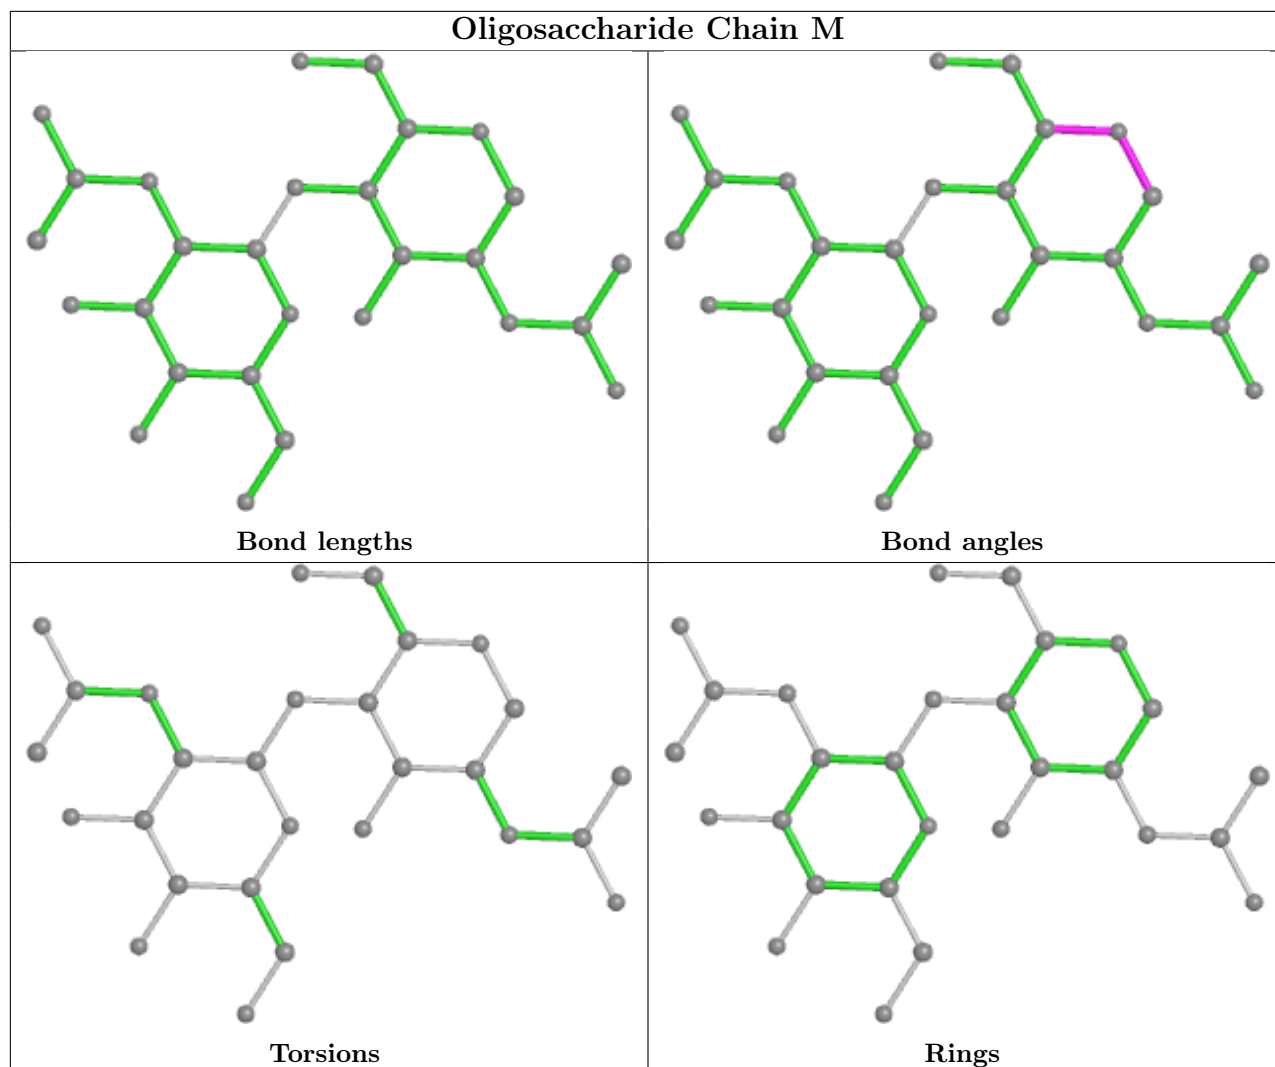 Oligosaccharide Chain M
Bond lengths
Bond angles
Torsions
Rings